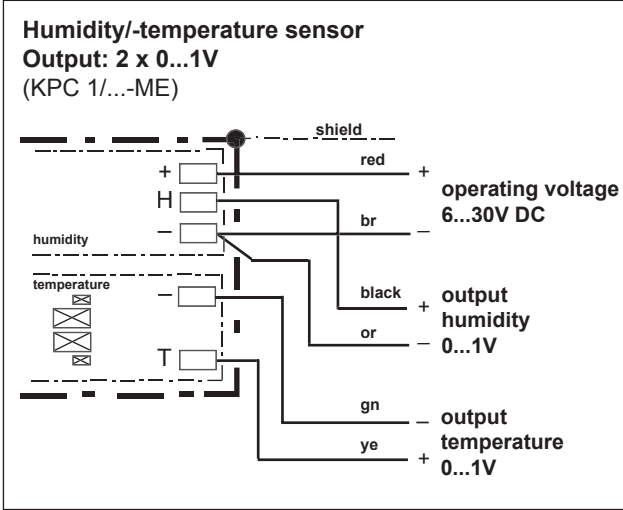 Humidity/-temperature sensor
Output: 2 x 0...1V
(KPC 1/...-ME)
shield
red
+
+
operating voltage
6...30V DC
H
br
–
–
humidity
temperature
–
black
+
output
humidity
0...1V
or
–
T
gn
–
output
temperature
0...1V
ye
+